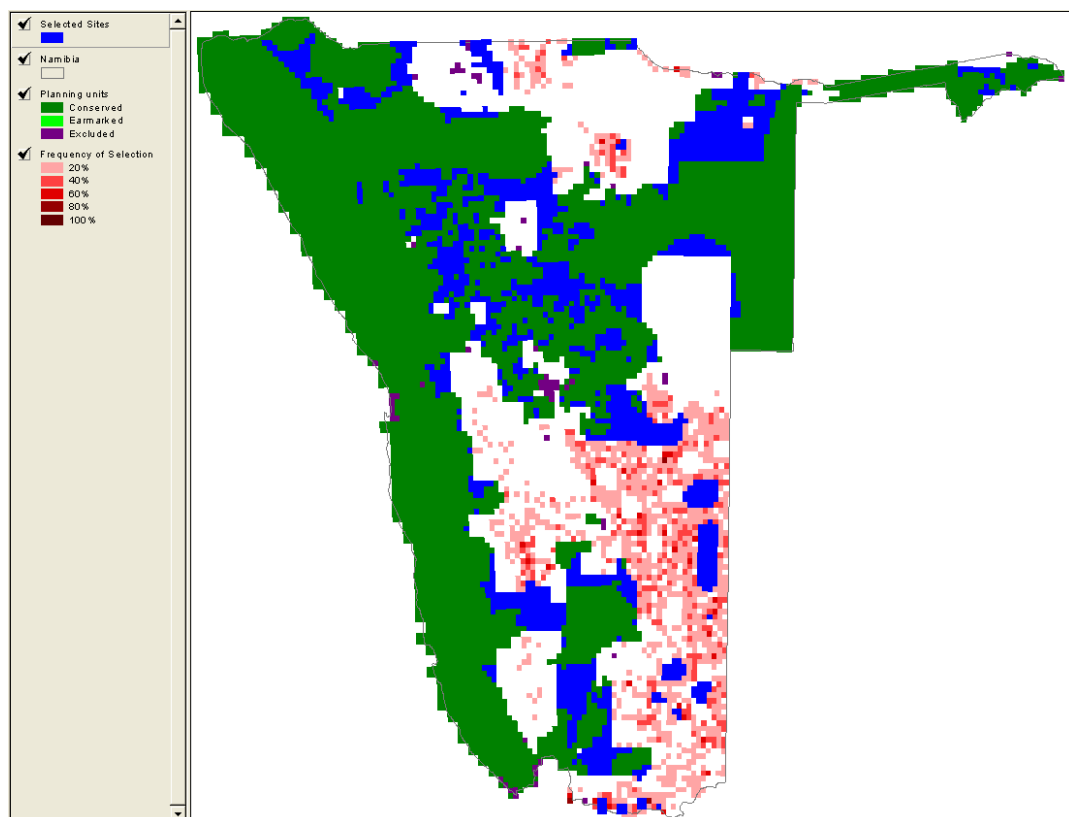 Selected Sites
Namibia
Planning units
Conserved
Earmarked
Excluded
Frequency of Selection
20%
40%
60%
80%
100%